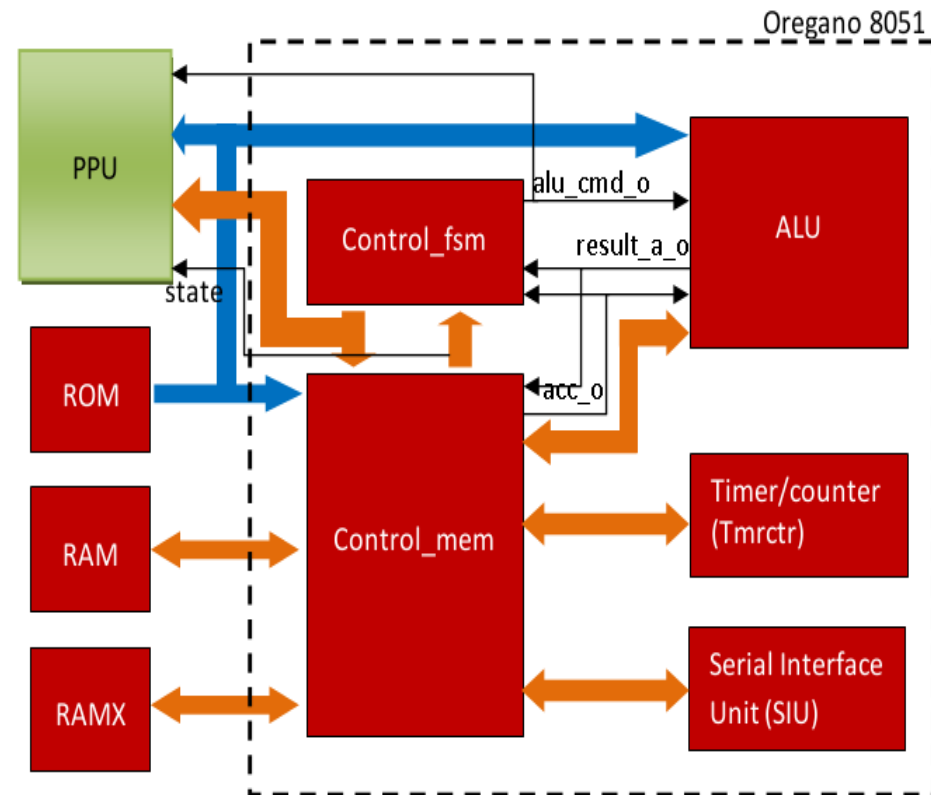 Oregano 8051
PPU
alu_cmd_o
ALU
Control_fsm
result_a_o
state
ROM
acc_o
Timer/counter
(Tmrctr)
RAM
Control_mem
Serial Interface
Unit (SIU)
RAMX